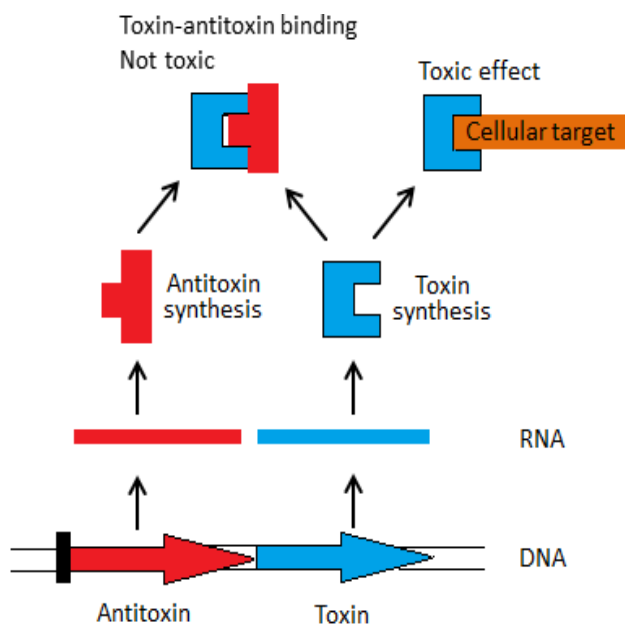 Toxin-antitoxin binding
Not toxic
Toxic effect
Cellular target
Antitoxin
synthesis
Toxin
synthesis
RNA
DNA
Antitoxin
Toxin